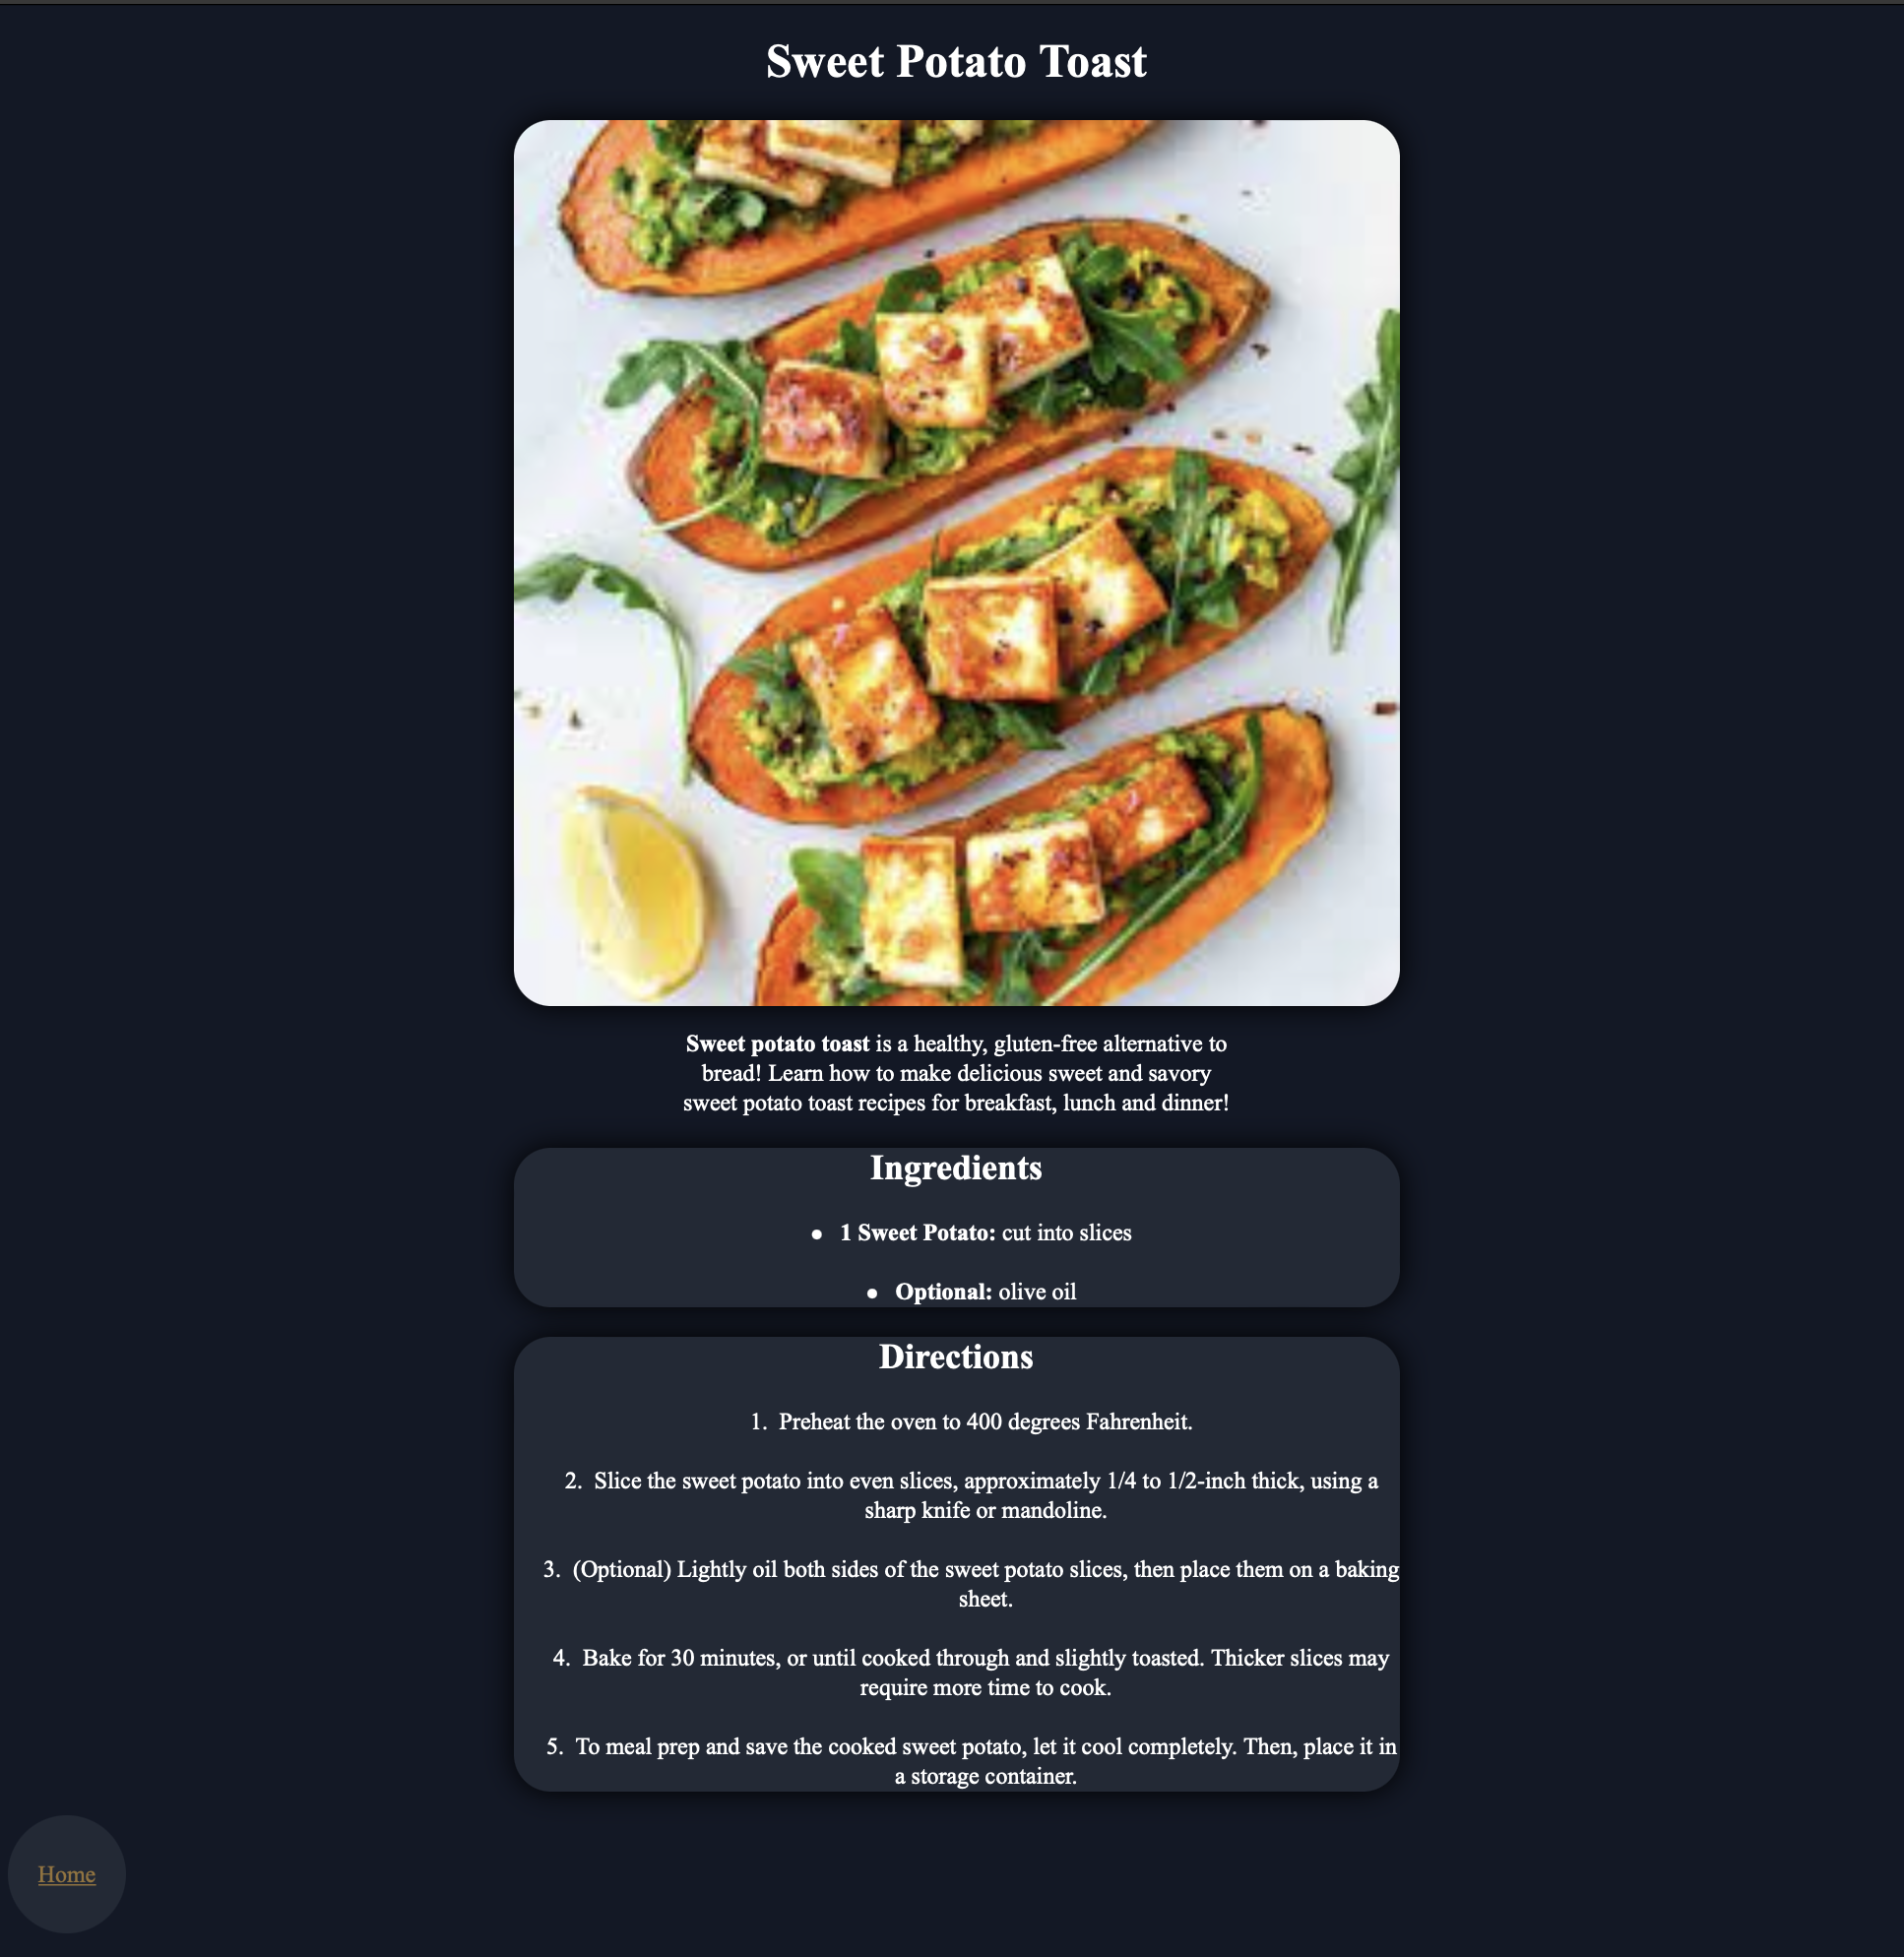 Sweet Potato Toast
Sweet potato toast is a healthy, gluten-free alternative to
bread! Learn how to make delicious sweet and savory
sweet potato toast recipes for breakfast, lunch and dinner!
Ingredients
● 1 Sweet Potato: cut into slices
● Optional: olive oil
Directions
1. Preheat the oven to 400 degrees Fahrenheit.
2. Slice the sweet potato into even slices, approximately 1/4 to 1/2-inch thick, using a
sharp knife or mandoline.
3. (Optional) Lightly oil both sides of the sweet potato slices, then place them on a baking
sheet.
4. Bake for 30 minutes, or until cooked through and slightly toasted. Thicker slices may
require more time to cook.
5. To meal prep and save the cooked sweet potato, let it cool completely. Then, place it in
a storage container.
Home